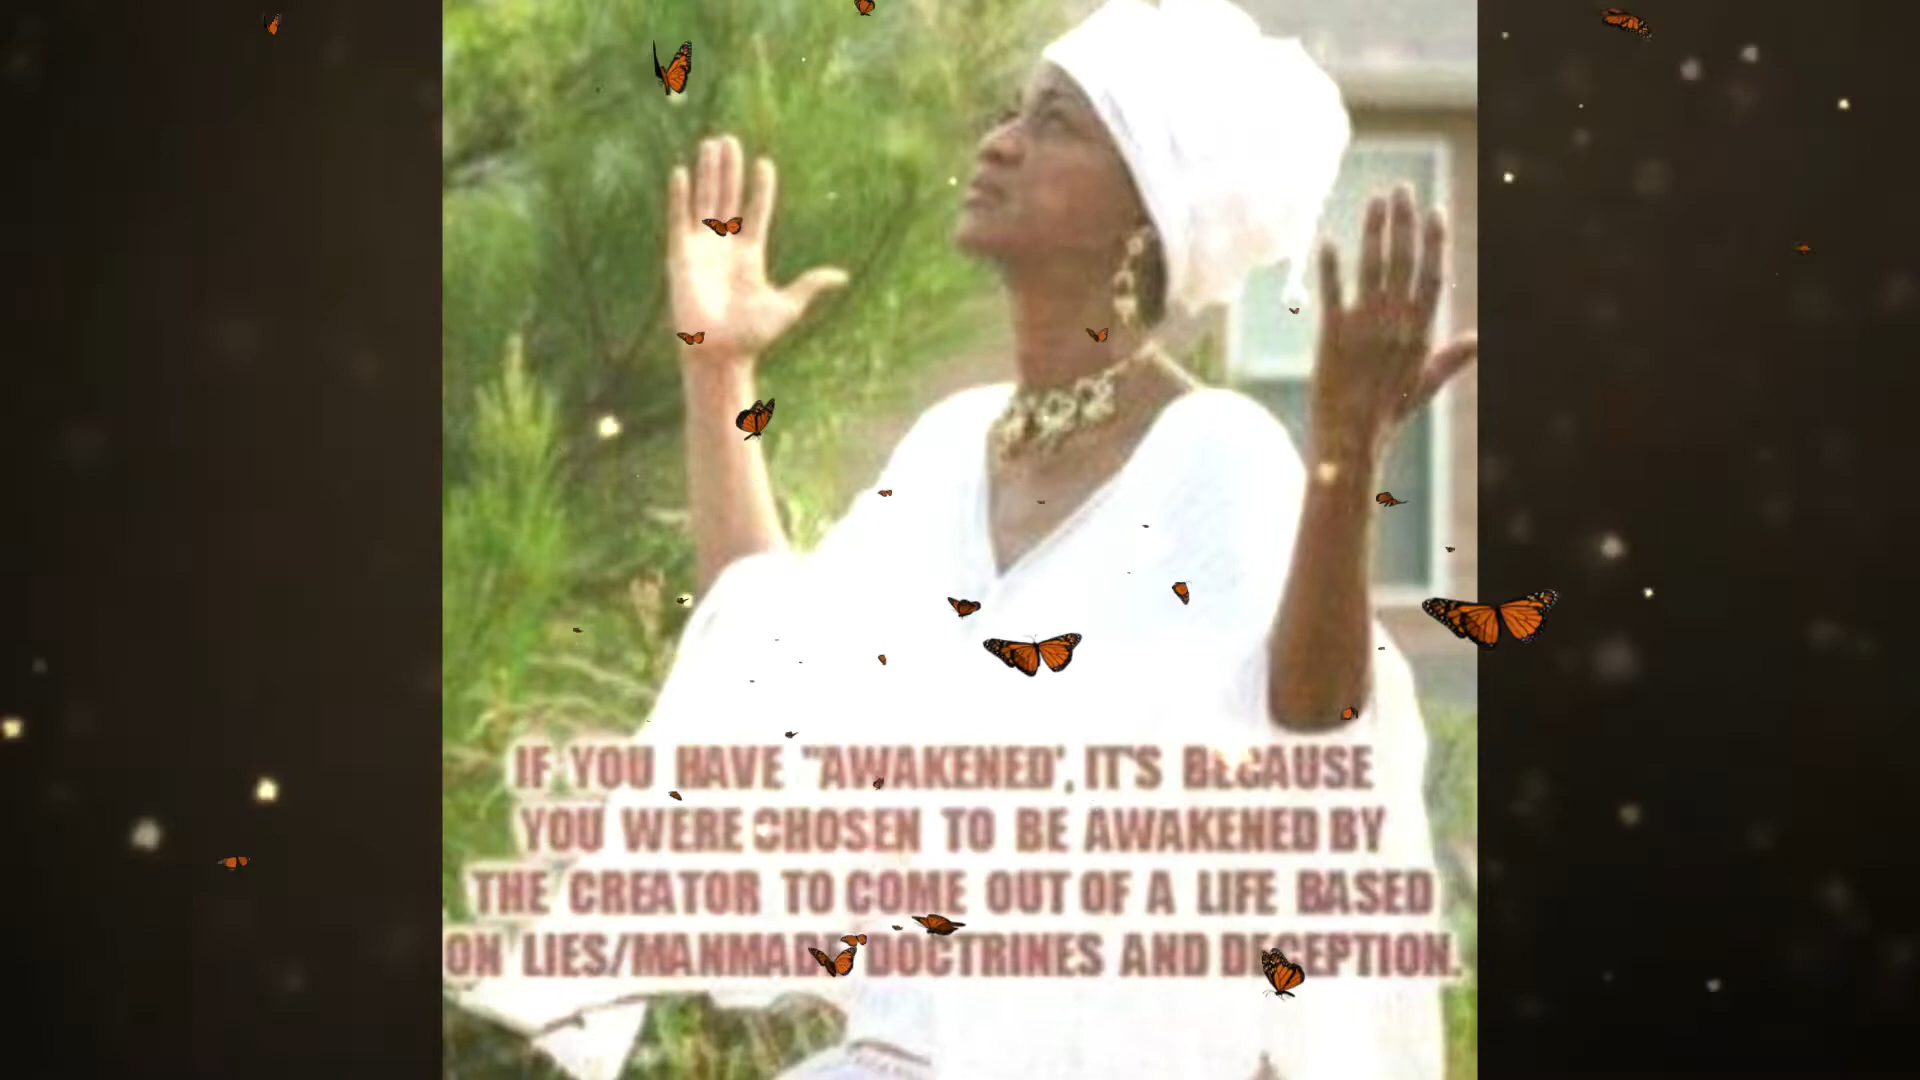 IF YOU HAVE "AWAKENED', IT'S BECAUSE
YOU WERE CHOSEN TO BE AWAKENED BY
THE CREATOR TO COME OUT OF A LIFE BASED
ON LIES/MANMADE DOCTRINES AND DECEPTION.